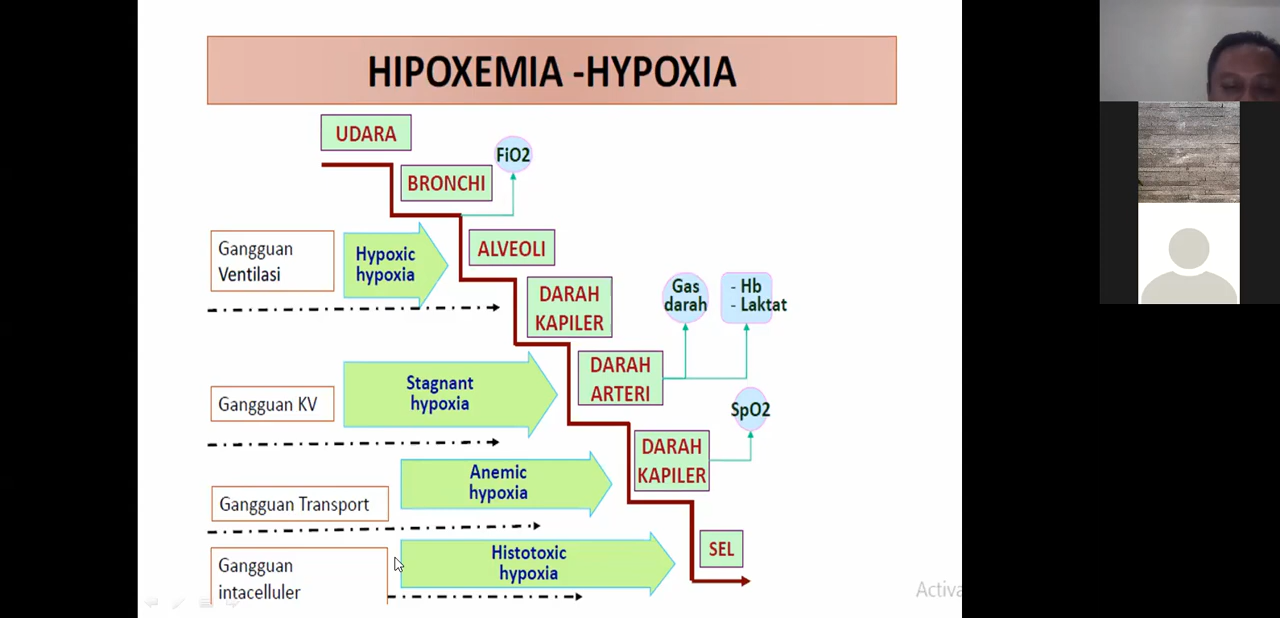 HIPOXEMIA -HYPOXIA
UDARA
FiO2
BRONCHI
Gangguan
Ventilasi
Hypoxic
hypoxia
ALVEOLI
DARAH
KAPILER
Gas
darah
- Hb
- Laktat
DARAH
ARTERI
Gangguan KV
Stagnant
hypoxia
SpO2
DARAH
KAPILER
Gangguan Transport
Anemic
hypoxia
SEL
Gangguan
intacelluler
Histotoxic
hypoxia
Activa